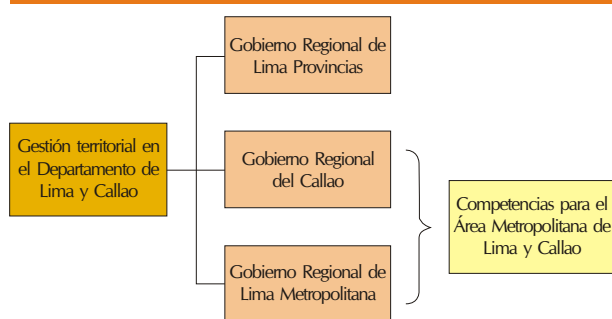 Gobierno Regional de
Lima Provincias
Gestión territorial en
el Departamento de
Lima y Callao
Gobierno Regional
del Callao
Competencias para el
Área Metropolitana de
Lima y Callao
Gobierno Regional de
Lima Metropolitana